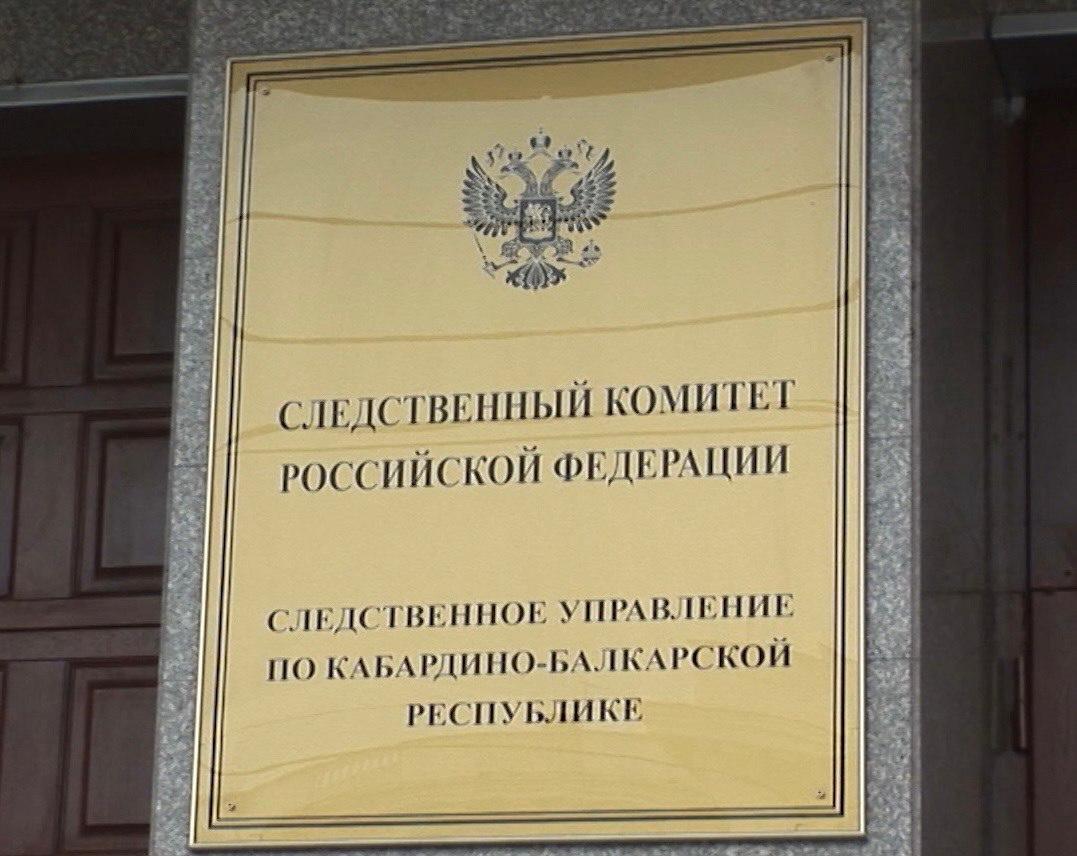 СЛЕДСТВЕННЫЙ КОМИТЕТ
РОССИЙСКОЙ ФЕДЕРАЦИИ
СЛЕДСТВЕННОЕ УПРАВЛЕНИЕ
ПО КАБАРДИНО-БАЛКАРСКОЙ
РЕСПУБЛИКЕ